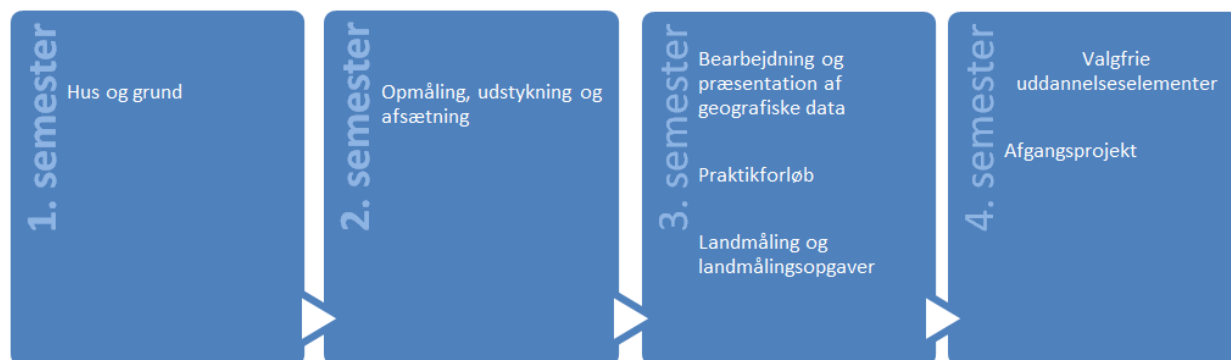 1. semester
Hus og grund
2. semester
Opmåling, udstykning og
afsætning
3. semester
Bearbejdning og
præsentation af
geografiske data
Praktikforløb
Landmåling og
landmålingsopgaver
4. semester
Valgfrie
uddannelseselementer
Afgangsprojekt